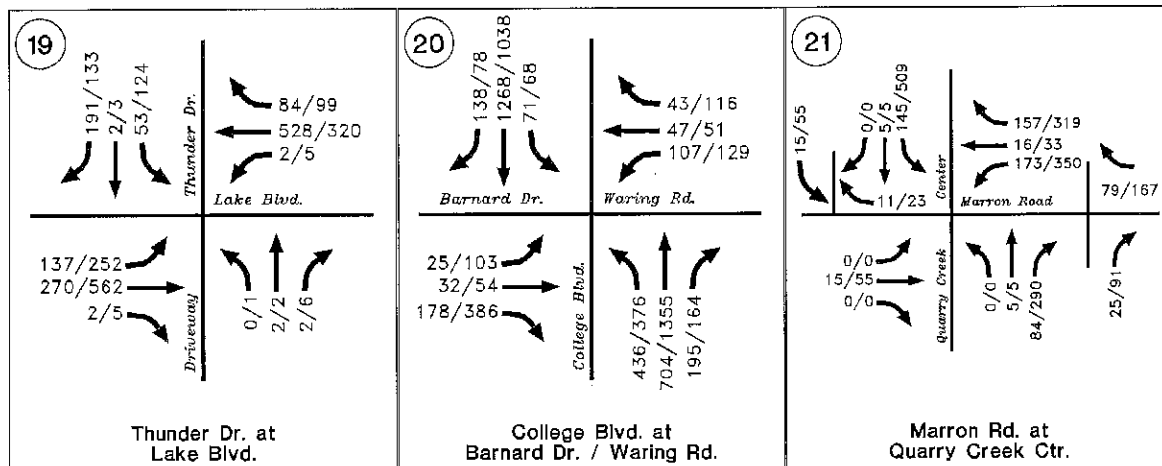 19
191/133
2/3
53/124
Thunder Dr.
84/99
528/320
2/5
Lake Blvd.
137/252
270/562
2/5
Driveway
0/1
2/2
2/6
Thunder Dr. at
Lake Blvd.
20
138/78
1268/1038
71/68
43/116
47/51
107/129
Barnard Dr.
Waring Rd.
25/103
32/54
178/386
College Blvd.
436/376
704/1355
195/164
College Blvd. at
Barnard Dr. / Waring Rd.
21
15/55
0/0
5/5
145/509
Center
157/319
16/33
173/350
79/167
11/23
Marron Road
0/0
15/55
0/0
Quarry Creek
0/0
5/5
84/290
25/91
Marron Rd. at
Quarry Creek Ctr.